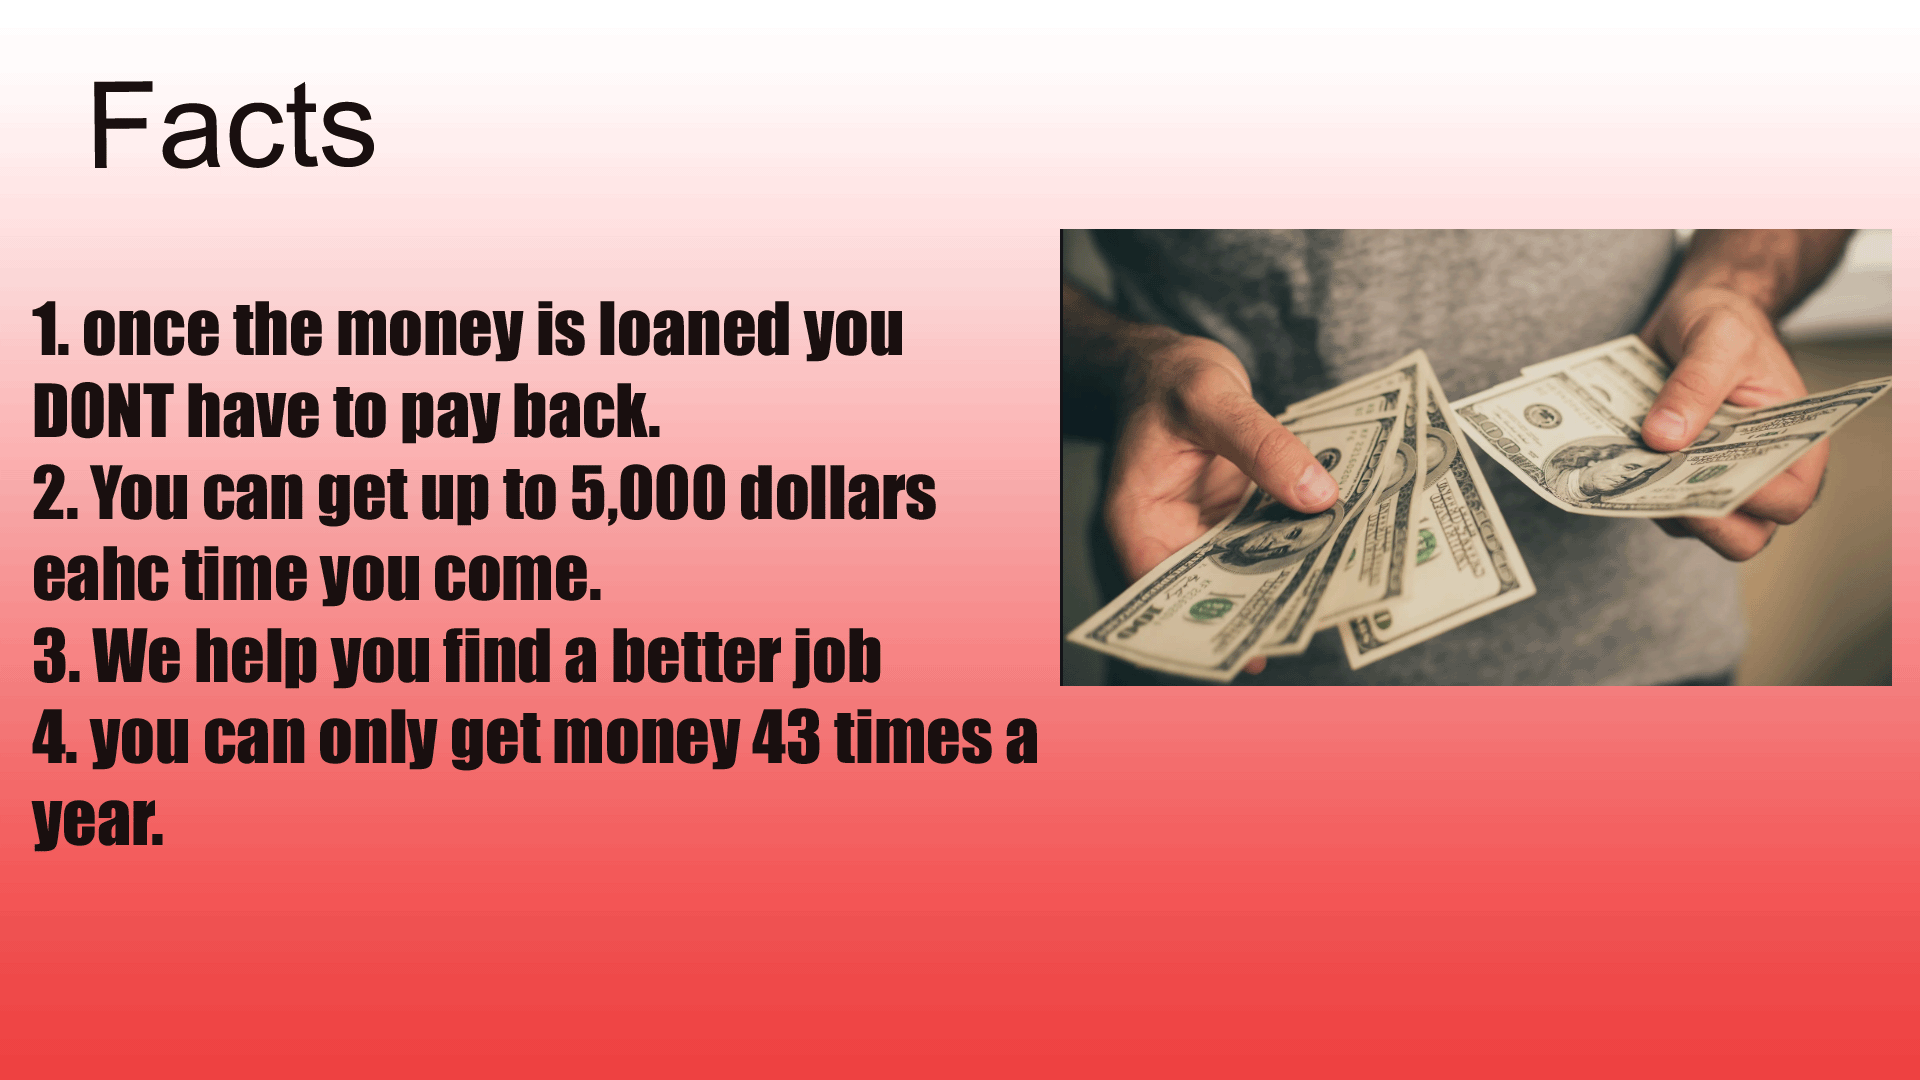 Facts
1. once the money is loaned you
DONT have to pay back.
2. You can get up to 5,000 dollars
eahc time you come.
3. We help you find a better job
4. you can only get money 43 times a
year.